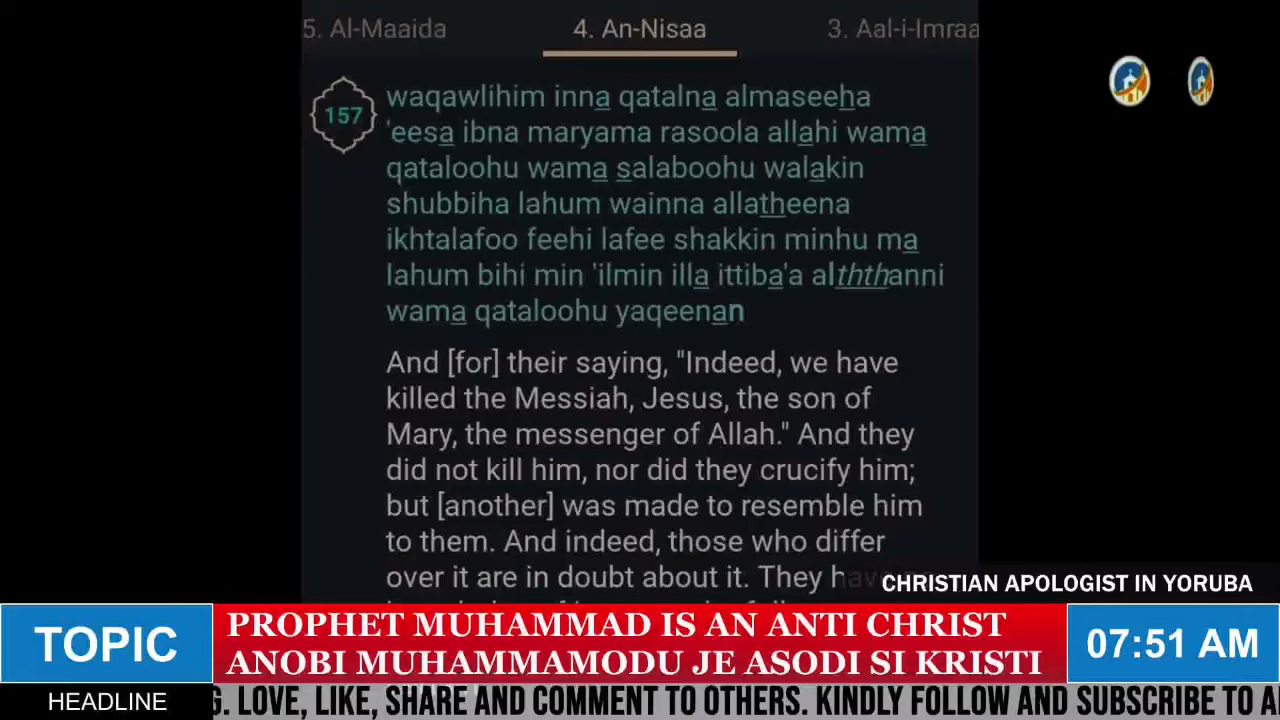 5. Al-Maaida 4. An-Nisaa 3. Aal-i-Imraa
157
waqawlihim inna qatalna almaseeha
'eesa ibna maryama rasoola allahi wama
qataloohu wama salaboohu walakin
shubbiha lahum wainna allatheena
ikhtalafoo feehi lafee shakkin minhu ma
lahum bihi min 'ilmin illa ittiba'a alththanni
wama qataloohu yaqeenan
And [for] their saying, "Indeed, we have
killed the Messiah, Jesus, the son of
Mary, the messenger of Allah." And they
did not kill him, nor did they crucify him;
but [another] was made to resemble him
to them. And indeed, those who differ
over it are in doubt about it. They have
CHRISTIAN APOLOGIST IN YORUBA
TOPIC
PROPHET MUHAMMAD IS AN ANTI CHRIST
ANOBI MUHAMMAMODU JE ASODI SI KRISTI
07:51 AM
HEADLINE
G. LOVE, LIKE, SHARE AND COMMENT TO OTHERS. KINDLY FOLLOW AND SUBSCRIBE TO A